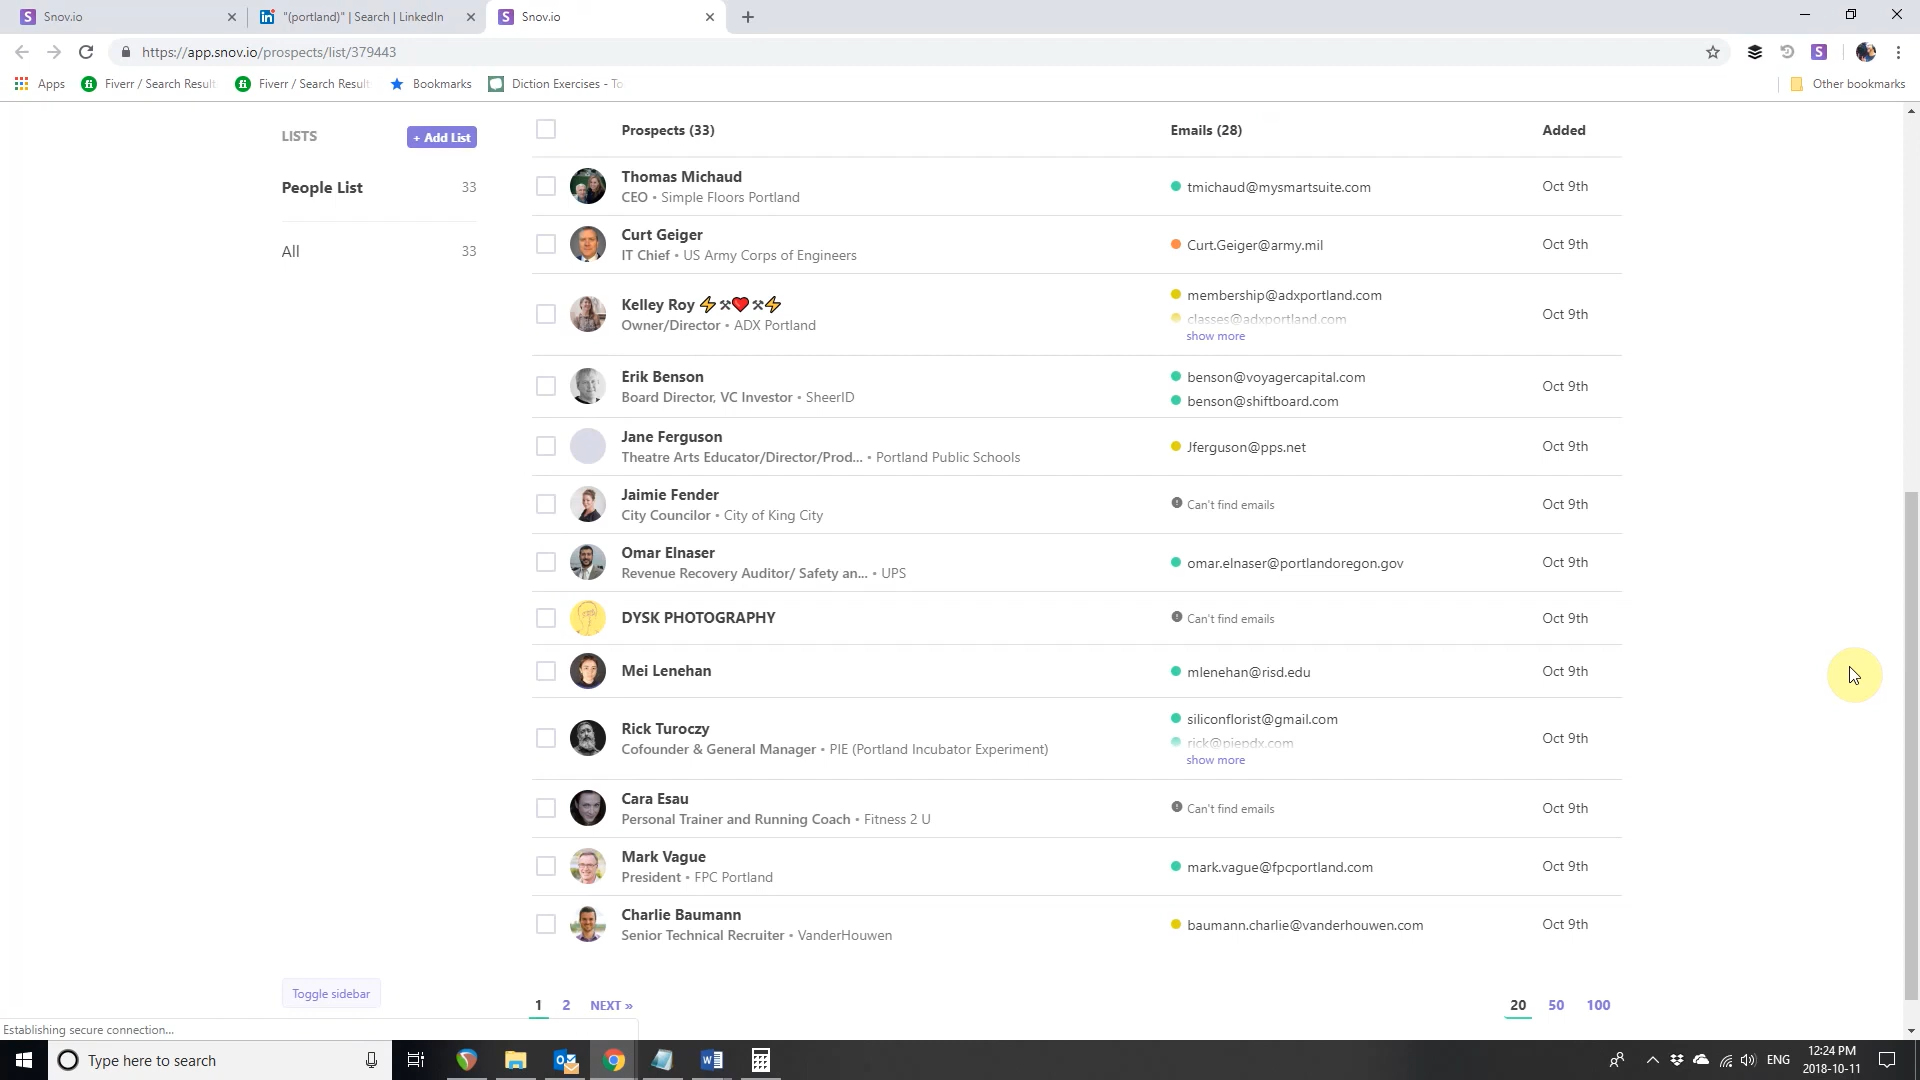 Snov.io
"(portland)" | Search | LinkedIn
Snov.io
https://app.snov.io/prospects/list/379443
Apps
Fiverr / Search Result
Fiverr / Search Result
Bookmarks
Diction Exercises - To
Other bookmarks
LISTS
+ Add List
People List 33
All 33
Prospects (33) Emails (28) Added
Thomas Michaud
CEO • Simple Floors Portland
tmichaud@mysmartsuite.com
Oct 9th
Curt Geiger
IT Chief • US Army Corps of Engineers
Curt.Geiger@army.mil
Oct 9th
Kelley Roy ⚡⚒❤⚒⚡
Owner/Director • ADX Portland
membership@adxportland.com
classes@adxportland.com
show more
Oct 9th
Erik Benson
Board Director, VC Investor • SheerID
benson@voyagercapital.com
benson@shiftboard.com
Oct 9th
Jane Ferguson
Theatre Arts Educator/Director/Prod... • Portland Public Schools
Jferguson@pps.net
Oct 9th
Jaimie Fender
City Councilor • City of King City
Can't find emails
Oct 9th
Omar Elnaser
Revenue Recovery Auditor/ Safety an... • UPS
omar.elnaser@portlandoregon.gov
Oct 9th
DYSK PHOTOGRAPHY
Can't find emails
Oct 9th
Mei Lenehan
mlenehan@risd.edu
Oct 9th
Rick Turoczy
Cofounder & General Manager • PIE (Portland Incubator Experiment)
siliconflorist@gmail.com
rick@piepdx.com
show more
Oct 9th
Cara Esau
Personal Trainer and Running Coach • Fitness 2 U
Can't find emails
Oct 9th
Mark Vague
President • FPC Portland
mark.vague@fpcportland.com
Oct 9th
Charlie Baumann
Senior Technical Recruiter • VanderHouwen
baumann.charlie@vanderhouwen.com
Oct 9th
Toggle sidebar
1 2 NEXT »
20 50 100
Establishing secure connection...
Type here to search
ENG
12:24 PM
2018-10-11